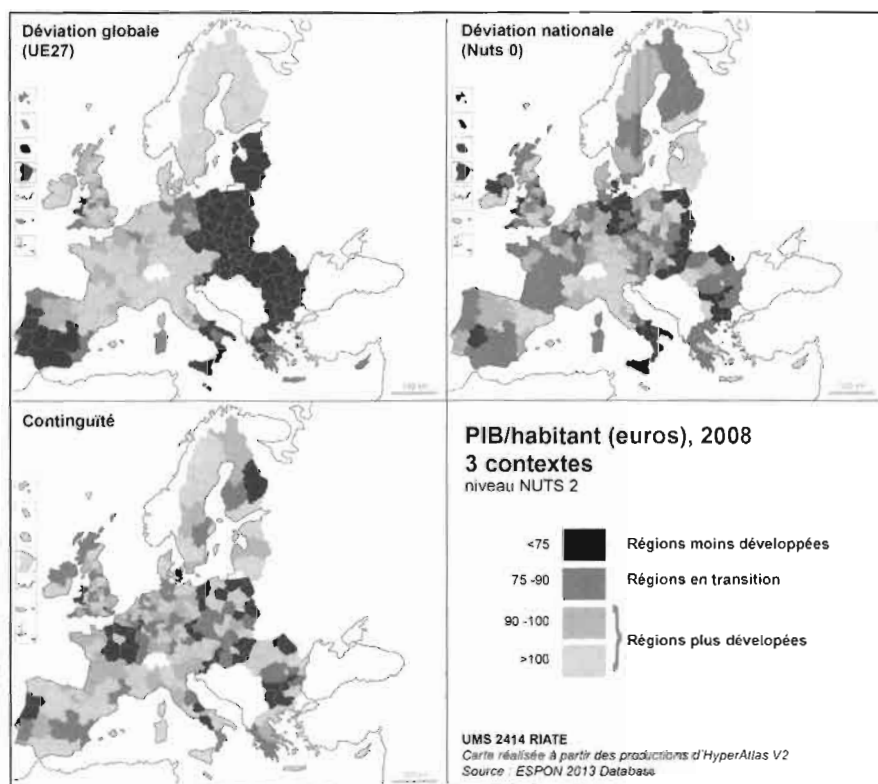 Déviation globale
(UE27)
Déviation nationale
(Nuts 0)
Continguïté
PIB/habitant (euros), 2008
3 contextes
niveau NUTS 2
<75 Régions moins développées
75 -90 Régions en transition
90 -100
Régions plus dévelopées
>100
UMS 2414 RIATE
Carte réalisée à partir des productions d'HyperAtlas V2
Source : ESPON 2013 Database